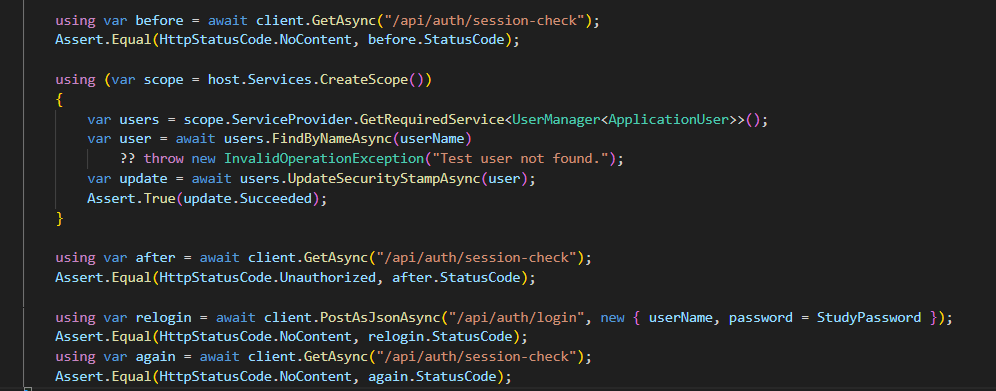 using var before = await client.GetAsync("/api/auth/session-check");
Assert.Equal(HttpStatusCode.NoContent, before.StatusCode);
using (var scope = host.Services.CreateScope())
{
var users = scope.ServiceProvider.GetRequiredService<UserManager<ApplicationUser>>();
var user = await users.FindByNameAsync(userName)
?? throw new InvalidOperationException("Test user not found.");
var update = await users.UpdateSecurityStampAsync(user);
Assert.True(update.Succeeded);
}
using var after = await client.GetAsync("/api/auth/session-check");
Assert.Equal(HttpStatusCode.Unauthorized, after.StatusCode);
using var relogin = await client.PostAsJsonAsync("/api/auth/login", new { userName, password = StudyPassword });
Assert.Equal(HttpStatusCode.NoContent, relogin.StatusCode);
using var again = await client.GetAsync("/api/auth/session-check");
Assert.Equal(HttpStatusCode.NoContent, again.StatusCode);